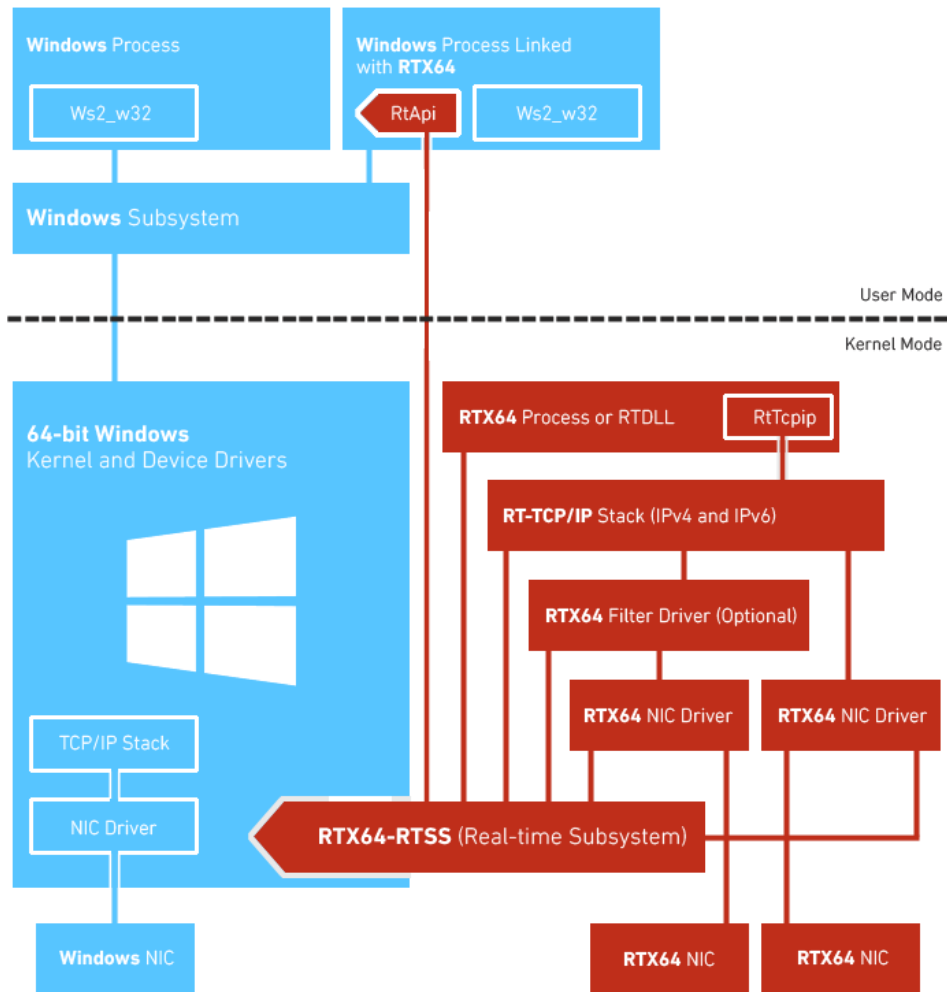 Windows Process
Ws2_w32
Windows Process Linked
with RTX64
RtApi
Ws2_w32
Windows Subsystem
User Mode
Kernel Mode
64-bit Windows
Kernel and Device Drivers
RTX64 Process or RTDLL
RtTcpip
RT-TCP/IP Stack (IPv4 and IPv6)
RTX64 Filter Driver (Optional)
RTX64 NIC Driver
RTX64 NIC Driver
TCP/IP Stack
NIC Driver
RTX64-RTSS (Real-time Subsystem)
Windows NIC
RTX64 NIC
RTX64 NIC